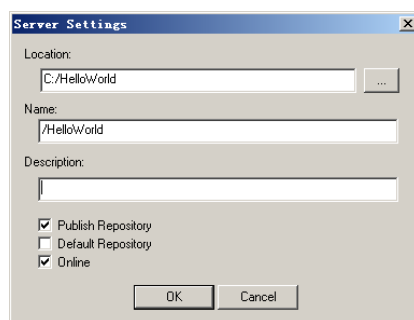 Server Settings
Location:
C:/HelloWorld
...
Name:
/HelloWorld
Description:
Publish Repository
Default Repository
Online
OK Cancel